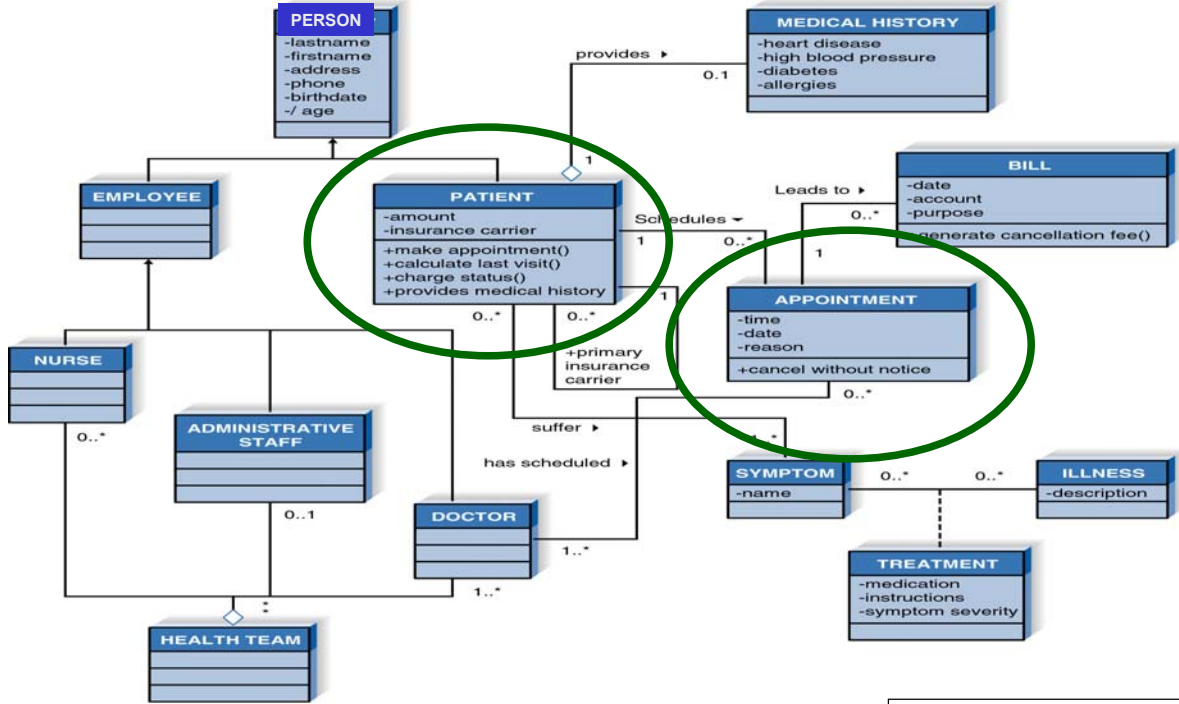 PERSON
-lastname
-firstname
-address
-phone
-birthdate
-/ age
provides ▸
0.1
1
MEDICAL HISTORY
-heart disease
-high blood pressure
-diabetes
-allergies
EMPLOYEE
PATIENT
-amount
-insurance carrier
+make appointment()
+calculate last visit()
+charge status()
+provides medical history
Schedules
1
0..*
Leads to ▸
0..*
1
BILL
-date
-account
-purpose
generate cancellation fee()
APPOINTMENT
-time
-date
-reason
+cancel without notice
0..*
0..*
0..*
1
+primary
insurance
carrier
NURSE
0..*
ADMINISTRATIVE
STAFF
0..1
suffer ▸
has scheduled ▸
DOCTOR
1..*
1..*
SYMPTOM
-name
0..*
0..*
ILLNESS
-description
TREATMENT
-medication
-instructions
-symptom severity
HEALTH TEAM